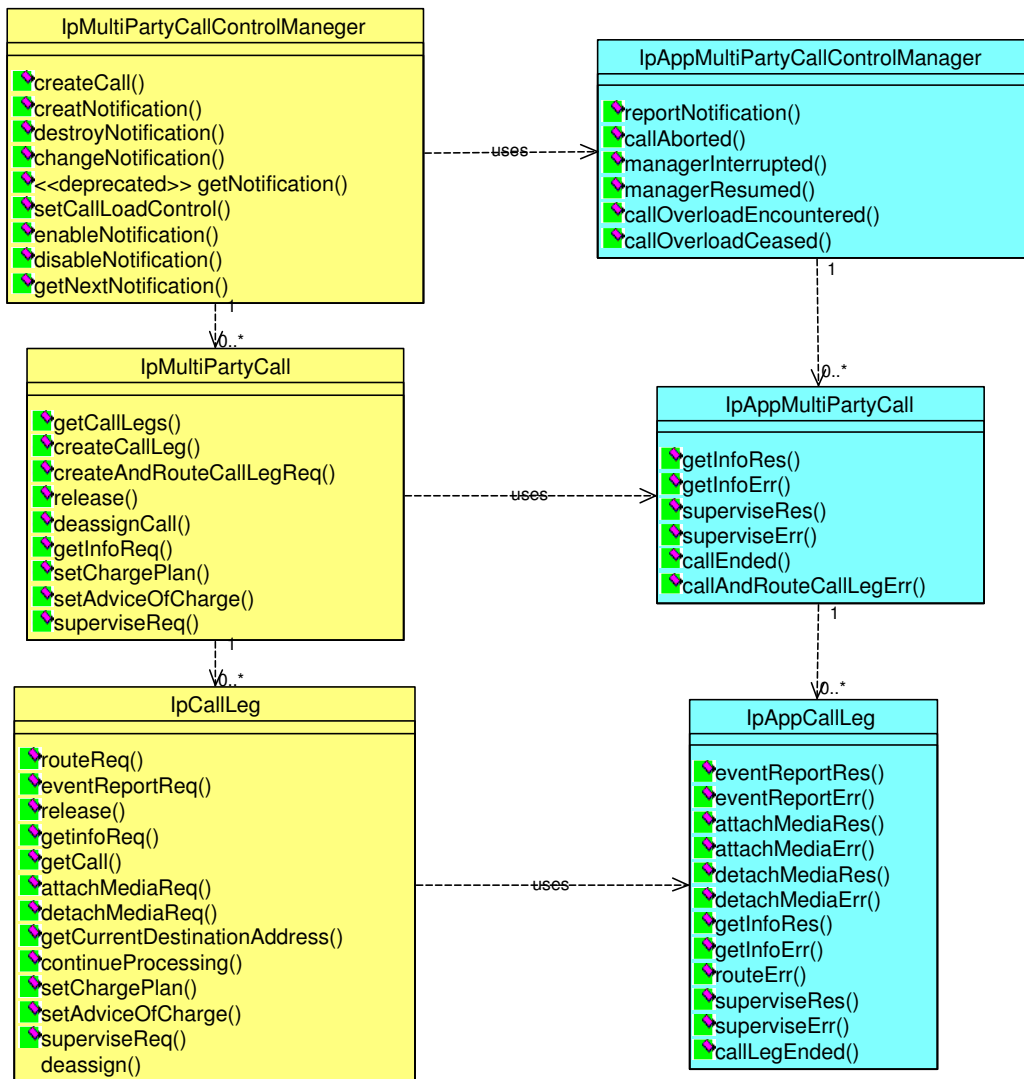 IpMultiPartyCallControlManeger
createCall()
creatNotification()
destroyNotification()
changeNotification()
<<deprecated>> getNotification()
setCallLoadControl()
enableNotification()
disableNotification()
getNextNotification()
uses
IpAppMultiPartyCallControlManager
reportNotification()
callAborted()
managerInterrupted()
managerResumed()
callOverloadEncountered()
callOverloadCeased()
1
0..*
1
0..*
IpMultiPartyCall
getCallLegs()
createCallLeg()
createAndRouteCallLegReq()
release()
deassignCall()
getInfoReq()
setChargePlan()
setAdviceOfCharge()
superviseReq()
uses
IpAppMultiPartyCall
getInfoRes()
getInfoErr()
superviseRes()
superviseErr()
callEnded()
callAndRouteCallLegErr()
1
0..*
1
0..*
IpCallLeg
routeReq()
eventReportReq()
release()
getinfoReq()
getCall()
attachMediaReq()
detachMediaReq()
getCurrentDestinationAddress()
continueProcessing()
setChargePlan()
setAdviceOfCharge()
superviseReq()
deassign()
uses
IpAppCallLeg
eventReportRes()
eventReportErr()
attachMediaRes()
attachMediaErr()
detachMediaRes()
detachMediaErr()
getInfoRes()
getInfoErr()
routeErr()
superviseRes()
superviseErr()
callLegEnded()